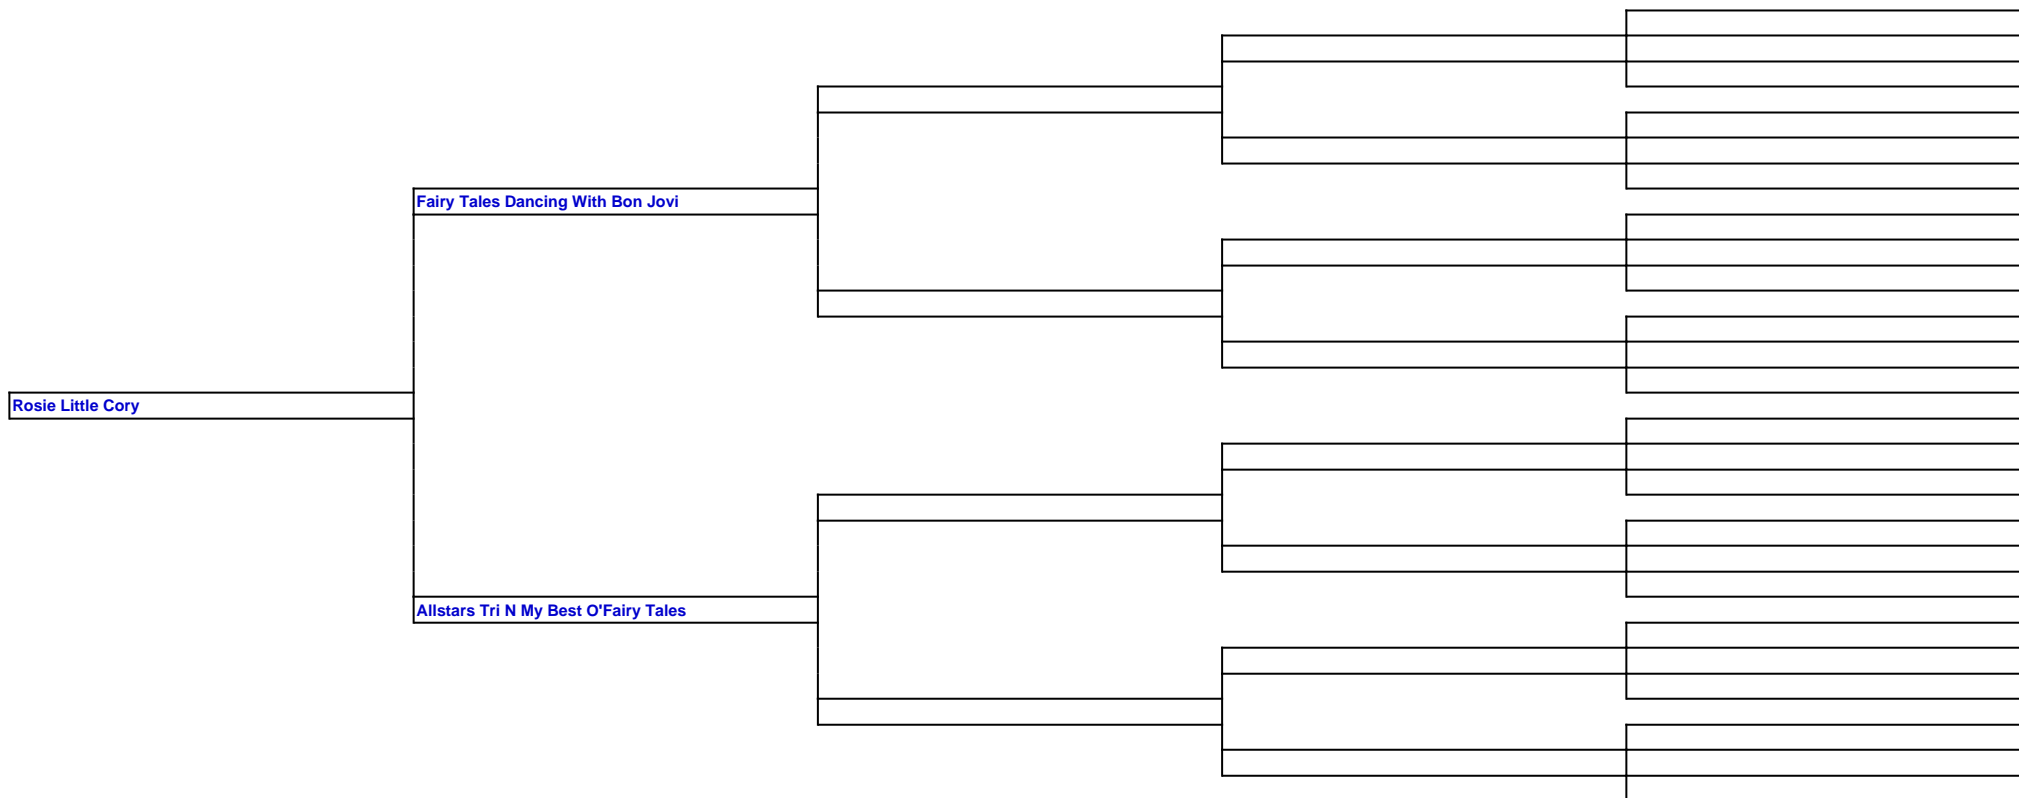 Fairy Tales Dancing With Bon Jovi
Rosie Little Cory
Allstars Tri N My Best O'Fairy Tales